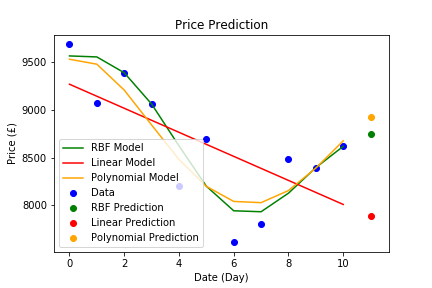 Price Prediction
Price (£)
9500
9000
8500
8000
RBF Model
Linear Model
Polynomial Model
Data
RBF Prediction
Linear Prediction
Polynomial Prediction
0 2 4 6 8 10
Date (Day)